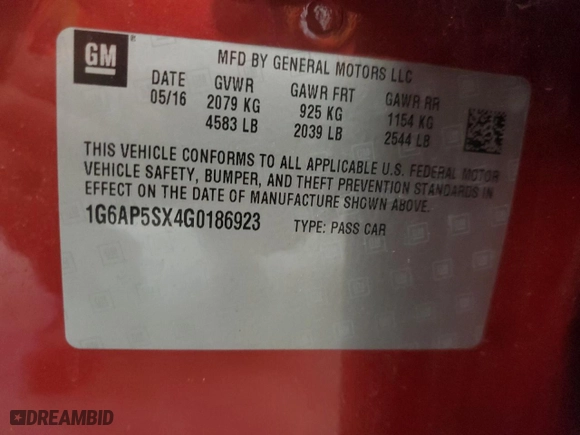 GM
MFD BY GENERAL MOTORS LLC
DATE GVWR GAWR FRT GAWR RR
05/16 2079 KG 925 KG 1154 KG
4583 LB 2039 LB 2544 LB
THIS VEHICLE CONFORMS TO ALL APPLICABLE U.S. FEDERAL MOTOR
VEHICLE SAFETY, BUMPER, AND THEFT PREVENTION STANDARDS IN
EFFECT ON THE DATE OF MANUFACTURE SHOWN ABOVE.
1G6AP5SX4G0186923 TYPE: PASS CAR
DREAMBID